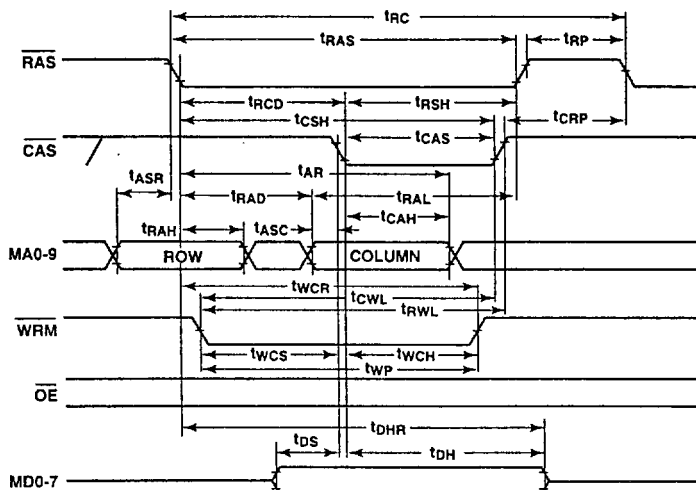 tRC
tRAS tRP
RAS
tRCD tRSH
tCSH tCAS tCRP
CAS
tASR tAR
tRAD tRAL
tRAH tASC tCAH
MA0-9 ROW COLUMN
tWCR
tCWL
tRWL
WRM
tWCS tWCH
tWP
OE
tDHR
tDS tDH
MD0-7